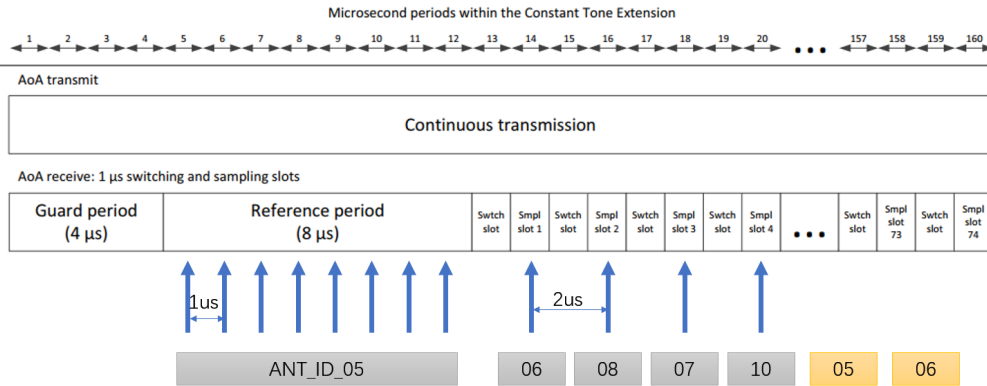 Microsecond periods within the Constant Tone Extension
1 2 3 4 5 6 7 8 9 10 11 12 13 14 15 16 17 18 19 20 ... 157 158 159 160
AoA transmit
Continuous transmission
AoA receive: 1 μs switching and sampling slots
Guard period
(4 μs)
Reference period
(8 μs)
Swtch
slot
Smpl
slot 1
Swtch
slot
Smpl
slot 2
Swtch
slot
Smpl
slot 3
Swtch
slot
Smpl
slot 4
...
Swtch
slot
Smpl
slot
73
Swtch
slot
Smpl
slot
74
1us
2us
ANT_ID_05 06 08 07 10 05 06